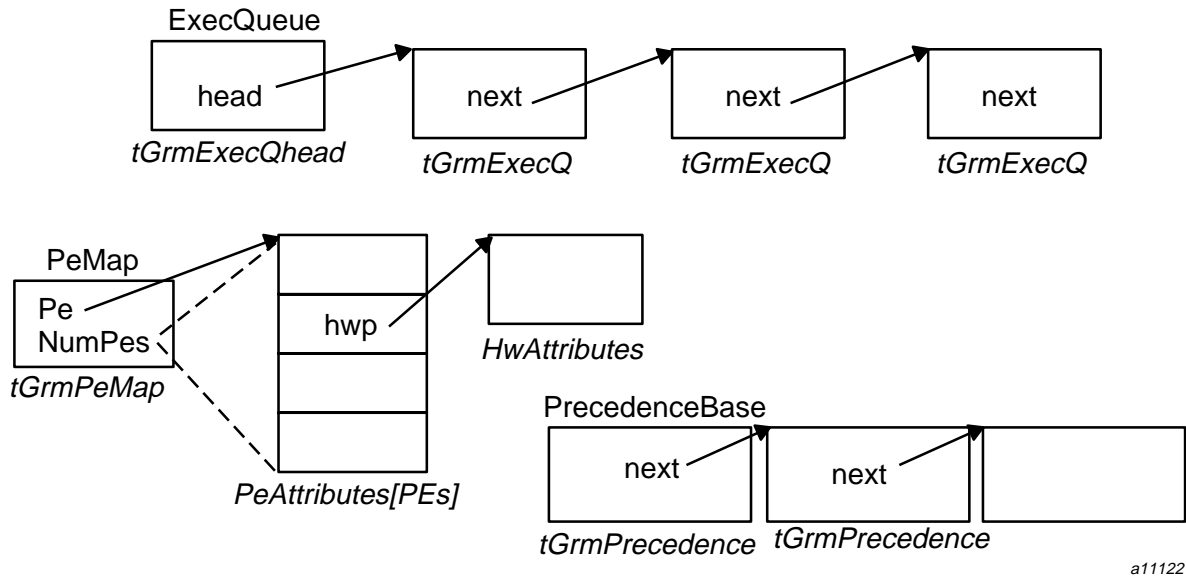 ExecQueue
head
next
next
next
tGrmExecQhead
tGrmExecQ
tGrmExecQ
tGrmExecQ
PeMap
Pe
NumPes
tGrmPeMap
hwp
HwAttributes
PeAttributes[PEs]
PrecedenceBase
next
next
tGrmPrecedence
tGrmPrecedence
a11122